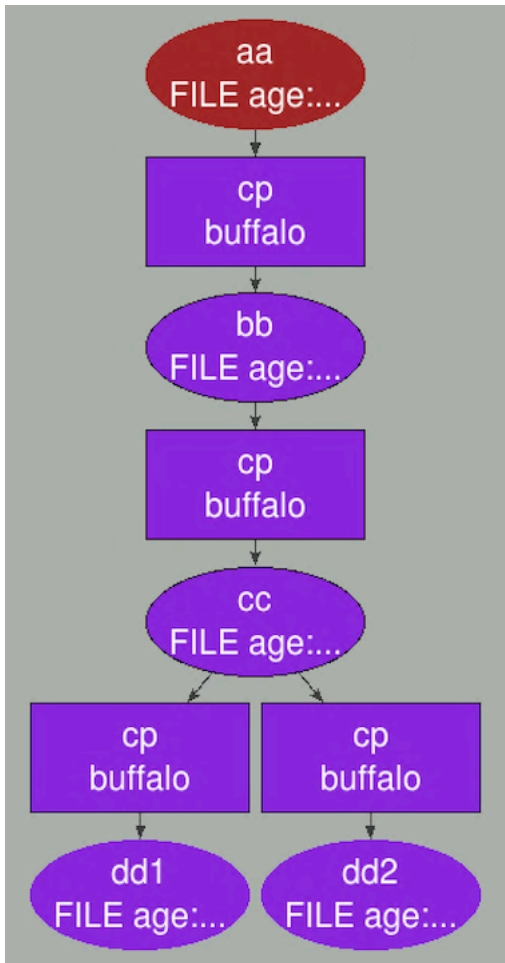 aa
FILE age:...
cp
buffalo
bb
FILE age:...
cp
buffalo
cc
FILE age:...
cp
buffalo
cp
buffalo
dd1
FILE age:...
dd2
FILE age:...